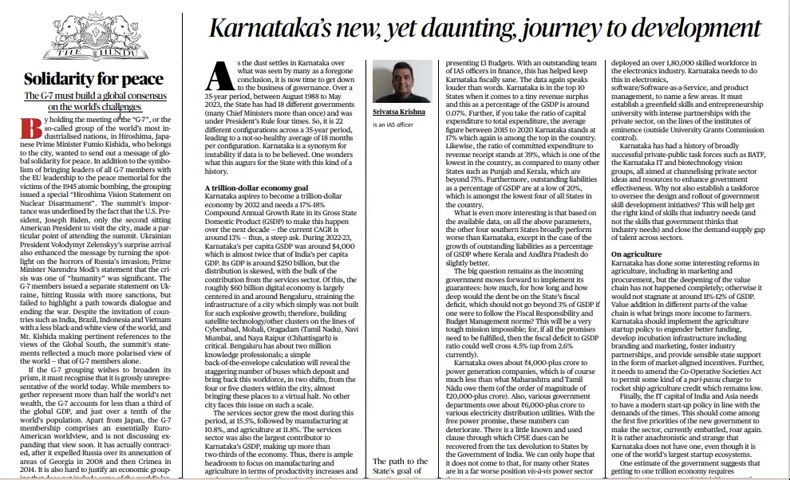 Karnataka's new, yet daunting, journey to development
THE HINDU
Solidarity for peace
The G-7 must build a global consensus
on the world's challenges
By holding the meeting of the "G-7", or the
so-called group of the world's most in-
dustrialised nations, in Hiroshima, Japa-
nese Prime Minister Fumio Kishida, who belongs
to the city, wanted to send out a message of glo-
bal solidarity for peace. In addition to the symbo-
lism of bringing leaders of all G-7 members with
the EU leadership to the peace memorial for the
victims of the 1945 atomic bombing, the grouping
issued a special "Hiroshima Vision Statement on
Nuclear Disarmament". The summit's impor-
tance was underlined by the fact that the U.S. Pre-
sident, Joseph Biden, only the second sitting
American President to visit the city, made a par-
ticular point of attending the summit. Ukrainian
President Volodymyr Zelenskyy's surprise arrival
also enhanced the message by turning the spot-
light on the horrors of Russia's invasion; Prime
Minister Narendra Modi's statement that the cri-
sis was one of "humanity" was significant. The
G-7 members issued a separate statement on Uk-
raine, hitting Russia with more sanctions, but
failed to highlight a path towards dialogue and
ending the war. Despite the invitation of coun-
tries such as India, Brazil, Indonesia and Vietnam
with a less black-and-white view of the world, and
Mr. Kishida making pertinent references to the
views of the Global South, the summit's state-
ments reflected a much more polarised view of
the world – that of G-7 members alone.
If the G-7 grouping wishes to broaden its
prism, it must recognise that it is grossly unrepre-
sentative of the world today. While members to-
gether represent more than half the world's net
wealth, the G-7 accounts for less than a third of
the global GDP, and just over a tenth of the
world's population. Apart from Japan, the G-7
membership comprises an essentially Euro-
American worldview, and is not discussing ex-
panding that view soon. It has actually contract-
ed, after it expelled Russia over its annexation of
areas of Georgia in 2008 and then Crimea in
2014. It is also hard to justify an economic group-
As the dust settles in Karnataka over
what was seen by many as a foregone
conclusion, it is now time to get down
to the business of governance. Over a
35-year period, between August 1988 to May
2023, the State has had 18 different governments
(many Chief Ministers more than once) and was
under President's Rule four times. So, it is 22
different configurations across a 35-year period,
leading to a not-so-healthy average of 18 months
per configuration. Karnataka is a synonym for
instability if data is to be believed. One wonders
what this augurs for the State with this kind of a
history.
A trillion-dollar economy goal
Karnataka aspires to become a trillion-dollar
economy by 2032 and needs a 17%-18%
Compound Annual Growth Rate in its Gross State
Domestic Product (GSDP) to make this happen
over the next decade – the current CAGR is
around 13% – thus, a steep ask. During 2022-23,
Karnataka's per capita GSDP was around $4,000
which is almost twice that of India's per capita
GDP. Its GDP is around $250 billion, but the
distribution is skewed, with the bulk of the
contribution from the services sector. Of this, the
roughly $60 billion digital economy is largely
centered in and around Bengaluru, straining the
infrastructure of a city which simply was not built
for such explosive growth; therefore, building
satellite technology/other clusters on the lines of
Cyberabad, Mohali, Oragadam (Tamil Nadu), Navi
Mumbai, and Naya Raipur (Chhattisgarh) is
critical. Bengaluru has about two million
knowledge professionals; a simple
back-of-the-envelope calculation will reveal the
staggering number of buses which deposit and
bring back this workforce, in two shifts, from the
four or five clusters within the city, almost
bringing these places to a virtual halt. No other
city faces this issue on such a scale.
The services sector grew the most during this
period, at 15.5%, followed by manufacturing at
10.8%, and agriculture at 11.8%. The services
sector was also the largest contributor to
Karnataka's GSDP, making up more than
two-thirds of the economy. Thus, there is ample
headroom to focus on manufacturing and
agriculture in terms of productivity increases and
Srivatsa Krishna
is an IAS officer
The path to the
State's goal of
presenting 13 Budgets. With an outstanding team
of IAS officers in finance, this has helped keep
Karnataka fiscally sane. The data again speaks
louder than words. Karnataka is in the top 10
States when it comes to a tiny revenue surplus
and this as a percentage of the GSDP is around
0.07%. Further, if you take the ratio of capital
expenditure to total expenditure, the average
figure between 2015 to 2020 Karnataka stands at
17% which again is among the top in the country.
Likewise, the ratio of committed expenditure to
revenue receipt stands at 39%, which is one of the
lowest in the country, as compared to many other
States such as Punjab and Kerala, which are
beyond 75%. Furthermore, outstanding liabilities
as a percentage of GSDP are at a low of 20%,
which is amongst the lowest four of all States in
the country.
What is even more interesting is that based on
the available data, on all the above parameters,
the other four southern States broadly perform
worse than Karnataka, except in the case of the
growth of outstanding liabilities as a percentage
of GSDP where Kerala and Andhra Pradesh do
slightly better.
The big question remains as the incoming
government moves forward to implement its
guarantees: how much, for how long and how
deep would the dent be on the State's fiscal
deficit, which should not go beyond 3% of GSDP if
one were to follow the Fiscal Responsibility and
Budget Management norms? This will be a very
tough mission impossible; for, if all the promises
need to be fulfilled, then the fiscal deficit to GSDP
ratio could well cross 4.5% (up from 2.6%
currently).
Karnataka owes about ₹4,000-plus crore to
power generation companies, which is of course
much less than what Maharashtra and Tamil
Nadu owe them (of the order of magnitude of
₹20,000-plus crore). Also, various government
departments owe about ₹6,000-plus crore to
various electricity distribution utilities. With the
free power promise, these numbers can
deteriorate. There is a little known and used
clause through which CPSE dues can be
recovered from the tax devolution to States by
the Government of India. We can only hope that
it does not come to that, for many other States
are in a far worse position vis-à-vis power sector
deployed an over 1,80,000 skilled workforce in
the electronics industry. Karnataka needs to do
this in electronics,
software/Software-as-a-Service, and product
management, to name a few areas. It must
establish a greenfield skills and entrepreneurship
university with intense partnerships with the
private sector, on the lines of the institutes of
eminence (outside University Grants Commission
control).
Karnataka has had a history of broadly
successful private-public task forces such as BATF,
the Karnataka IT and biotechnology vision
groups, all aimed at channelising private sector
ideas and resources to enhance government
effectiveness. Why not also establish a taskforce
to oversee the design and rollout of government
skill development initiatives? This will help get
the right kind of skills that industry needs (and
not the skills that government thinks that
industry needs) and close the demand-supply gap
of talent across sectors.
On agriculture
Karnataka has done some interesting reforms in
agriculture, including in marketing and
procurement, but the deepening of the value
chain has not happened completely; otherwise it
would not stagnate at around 11%-12% of GSDP.
Value addition in different parts of the value
chain is what brings more income to farmers.
Karnataka should implement the agriculture
startup policy to engender better funding,
develop incubation infrastructure including
branding and marketing, foster industry
partnerships, and provide sensible state support
in the form of market-aligned incentives. Further,
it needs to amend the Co-Operative Societies Act
to permit some kind of a pari-passu charge to
rocket ship agriculture credit which remains low.
Finally, the IT capital of India and Asia needs
to have a modern start-up policy in line with the
demands of the times. This should come among
the first five priorities of the new government to
make the sector, currently embattled, roar again.
It is rather anachronistic and strange that
Karnataka does not have one, even though it is
one of the world's largest startup ecosystems.
One estimate of the government suggests that
getting to one trillion economy requires